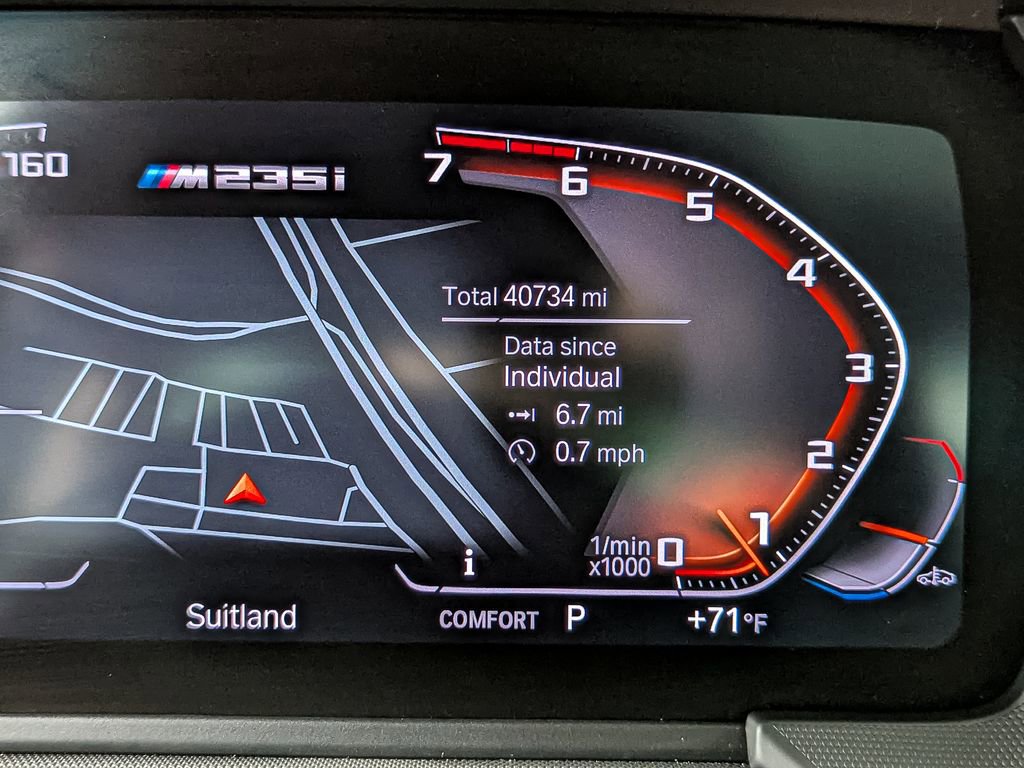 160
M235i
7
6
5
4
3
2
1
0
Total 40734 mi
Data since
Individual
6.7 mi
0.7 mph
1/min
x1000
i
Suitland
COMFORT P
+71°F